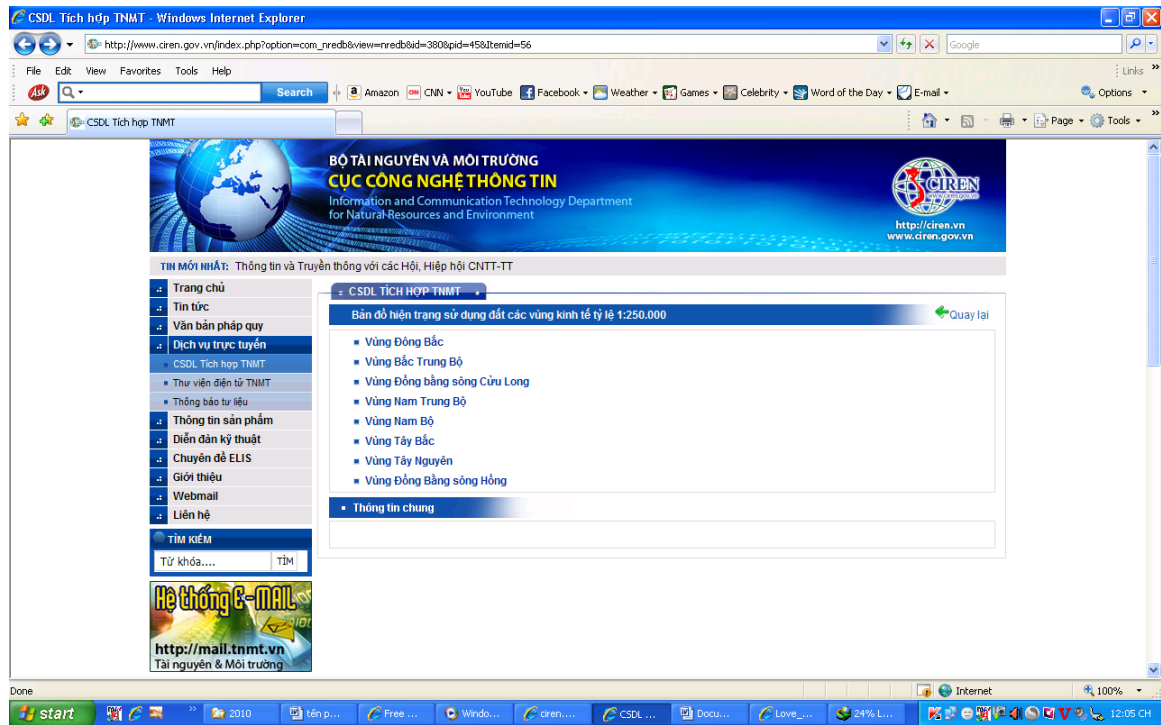 CSDL Tích hợp TNMT - Windows Internet Explorer
http://www.ciren.gov.vn/index.php?option=com_nredb&view=nredb&id=380&pid=45&Itemid=56
Google
File Edit View Favorites Tools Help
Links
Ask Search Amazon CNN YouTube Facebook Weather Games Celebrity Word of the Day E-mail Options
CSDL Tích hợp TNMT
Page Tools
BỘ TÀI NGUYÊN VÀ MÔI TRƯỜNG
CỤC CÔNG NGHỆ THÔNG TIN
Information and Communication Technology Department
for Natural Resources and Environment
CIREN
www.ciren.gov.vn
http://ciren.vn
www.ciren.gov.vn
TIN MỚI NHẤT: Thông tin và Truyền thông với các Hội, Hiệp hội CNTT-TT
Trang chủ
Tin tức
Văn bản pháp quy
Dịch vụ trực tuyến
CSDL Tích hợp TNMT
Thư viện điện tử TNMT
Thông báo tư liệu
Thông tin sản phẩm
Diễn đàn kỹ thuật
Chuyên đề ELIS
Giới thiệu
Webmail
Liên hệ
TÌM KIẾM
Từ khóa.... TÌM
Hệ thống E-MAIL
http://mail.tnmt.vn
Tài nguyên & Môi trường
CSDL TÍCH HỢP TNMT
Bản đồ hiện trạng sử dụng đất các vùng kinh tế tỷ lệ 1:250.000
Quay lại
Vùng Đông Bắc
Vùng Bắc Trung Bộ
Vùng Đồng bằng sông Cửu Long
Vùng Nam Trung Bộ
Vùng Nam Bộ
Vùng Tây Bắc
Vùng Tây Nguyên
Vùng Đồng Bằng sông Hồng
Thông tin chung
Done
Internet
100%
start 2010 tên p... Free ... Windo... ciren.... CSDL ... Docu... Love_... 24% L... 12:05 CH